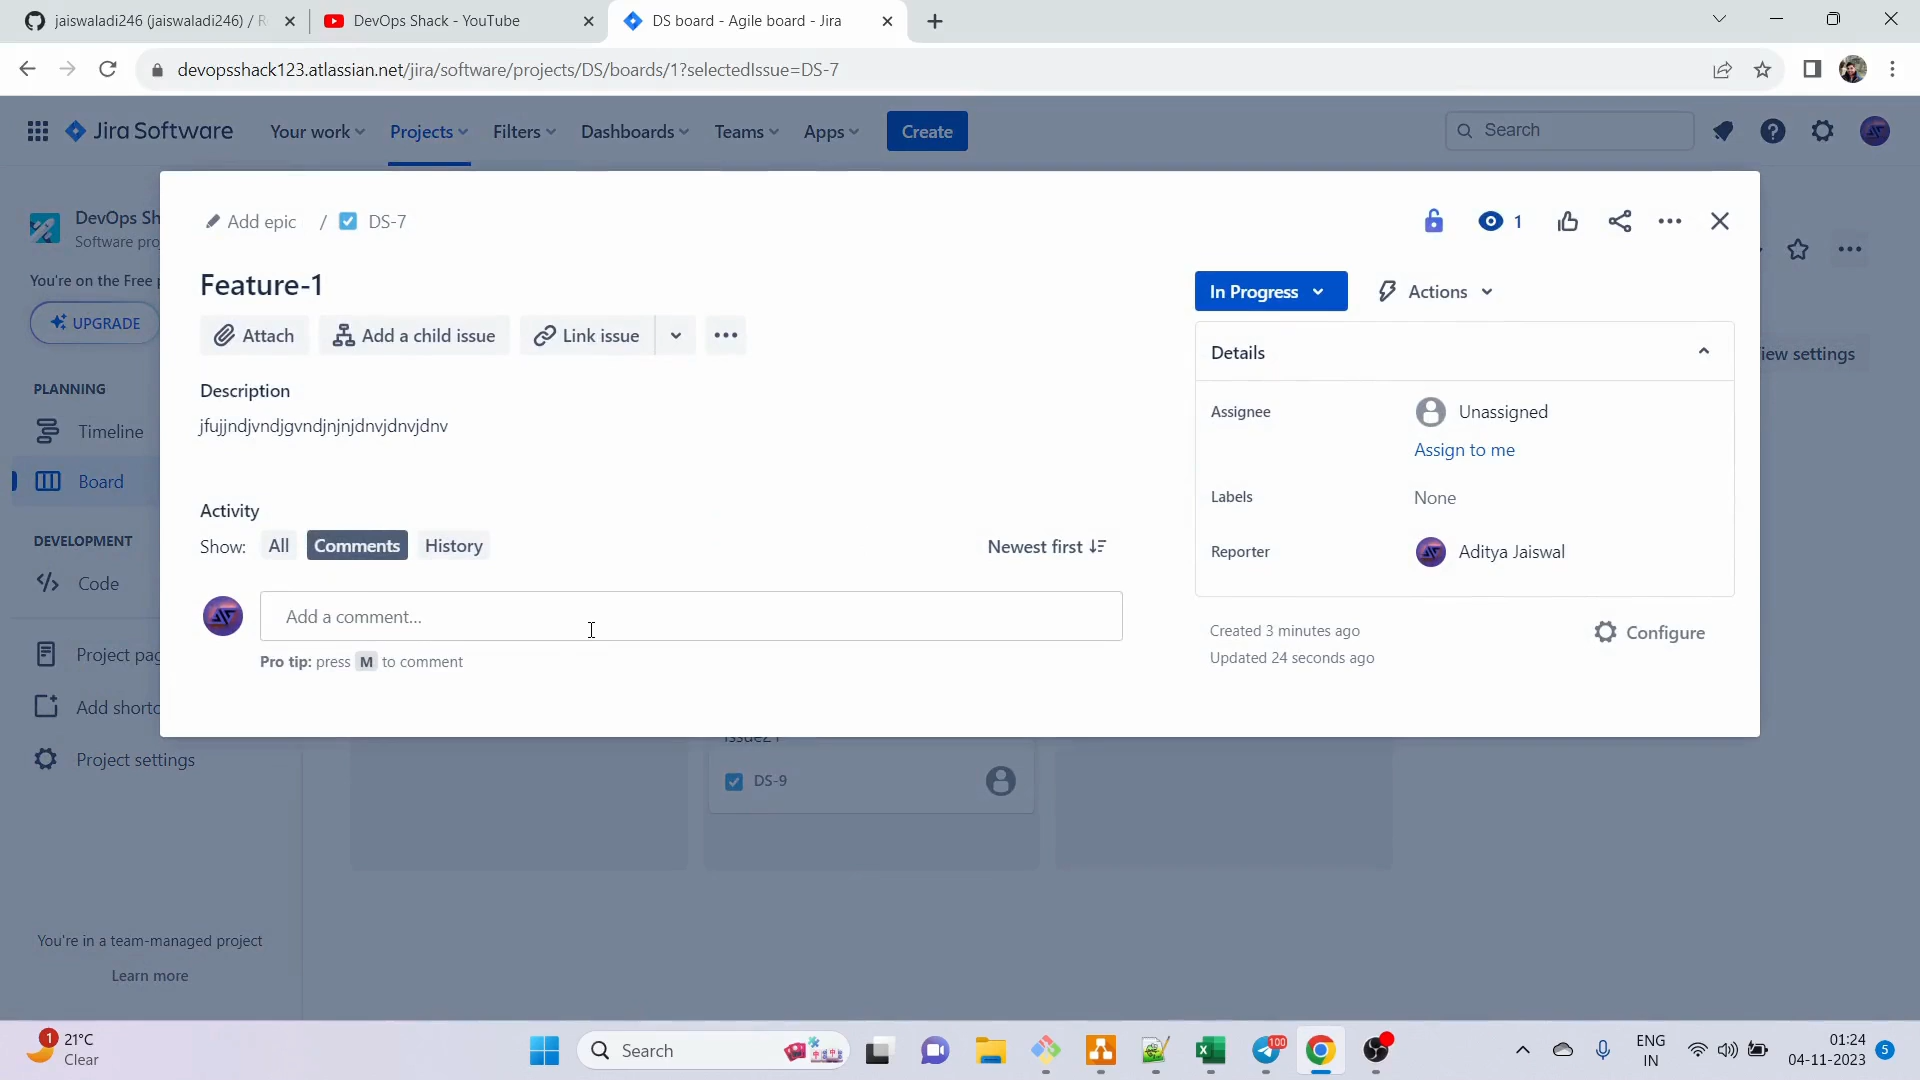 jaiswaladi246 (jaiswaladi246) / R
DevOps Shack - YouTube
DS board - Agile board - Jira
devopsshack123.atlassian.net/jira/software/projects/DS/boards/1?selectedIssue=DS-7
Jira Software
Your work
Projects
Filters
Dashboards
Teams
Apps
Create
Search
DevOps Sh
Software proj
You're on the Free p
UPGRADE
PLANNING
Timeline
Board
DEVELOPMENT
Code
Project pag
Add shortc
Project settings
You're in a team-managed project
Learn more
Add epic / DS-7
1
Feature-1
Attach
Add a child issue
Link issue
Description
jfujjndjvndjgvndjnjnjdnvjdnvjdnv
Activity
Show: All Comments History
Newest first
Add a comment...
Pro tip: press M to comment
In Progress
Actions
Details
Assignee
Unassigned
Assign to me
Labels
None
Reporter
Aditya Jaiswal
Created 3 minutes ago
Updated 24 seconds ago
Configure
iew settings
DS-9
1
21°C
Clear
Search
100
ENG
IN
01:24
04-11-2023
5